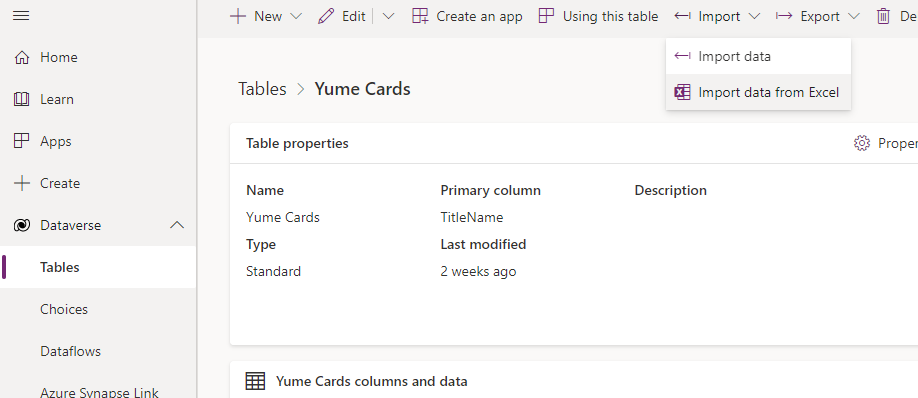 New Edit Create an app Using this table Import Export De
Import data
Import data from Excel
Home
Learn
Apps
Create
Dataverse
Tables
Choices
Dataflows
Azure Synapse Link
Tables > Yume Cards
Table properties Proper
Name Primary column Description
Yume Cards TitleName
Type Last modified
Standard 2 weeks ago
Yume Cards columns and data